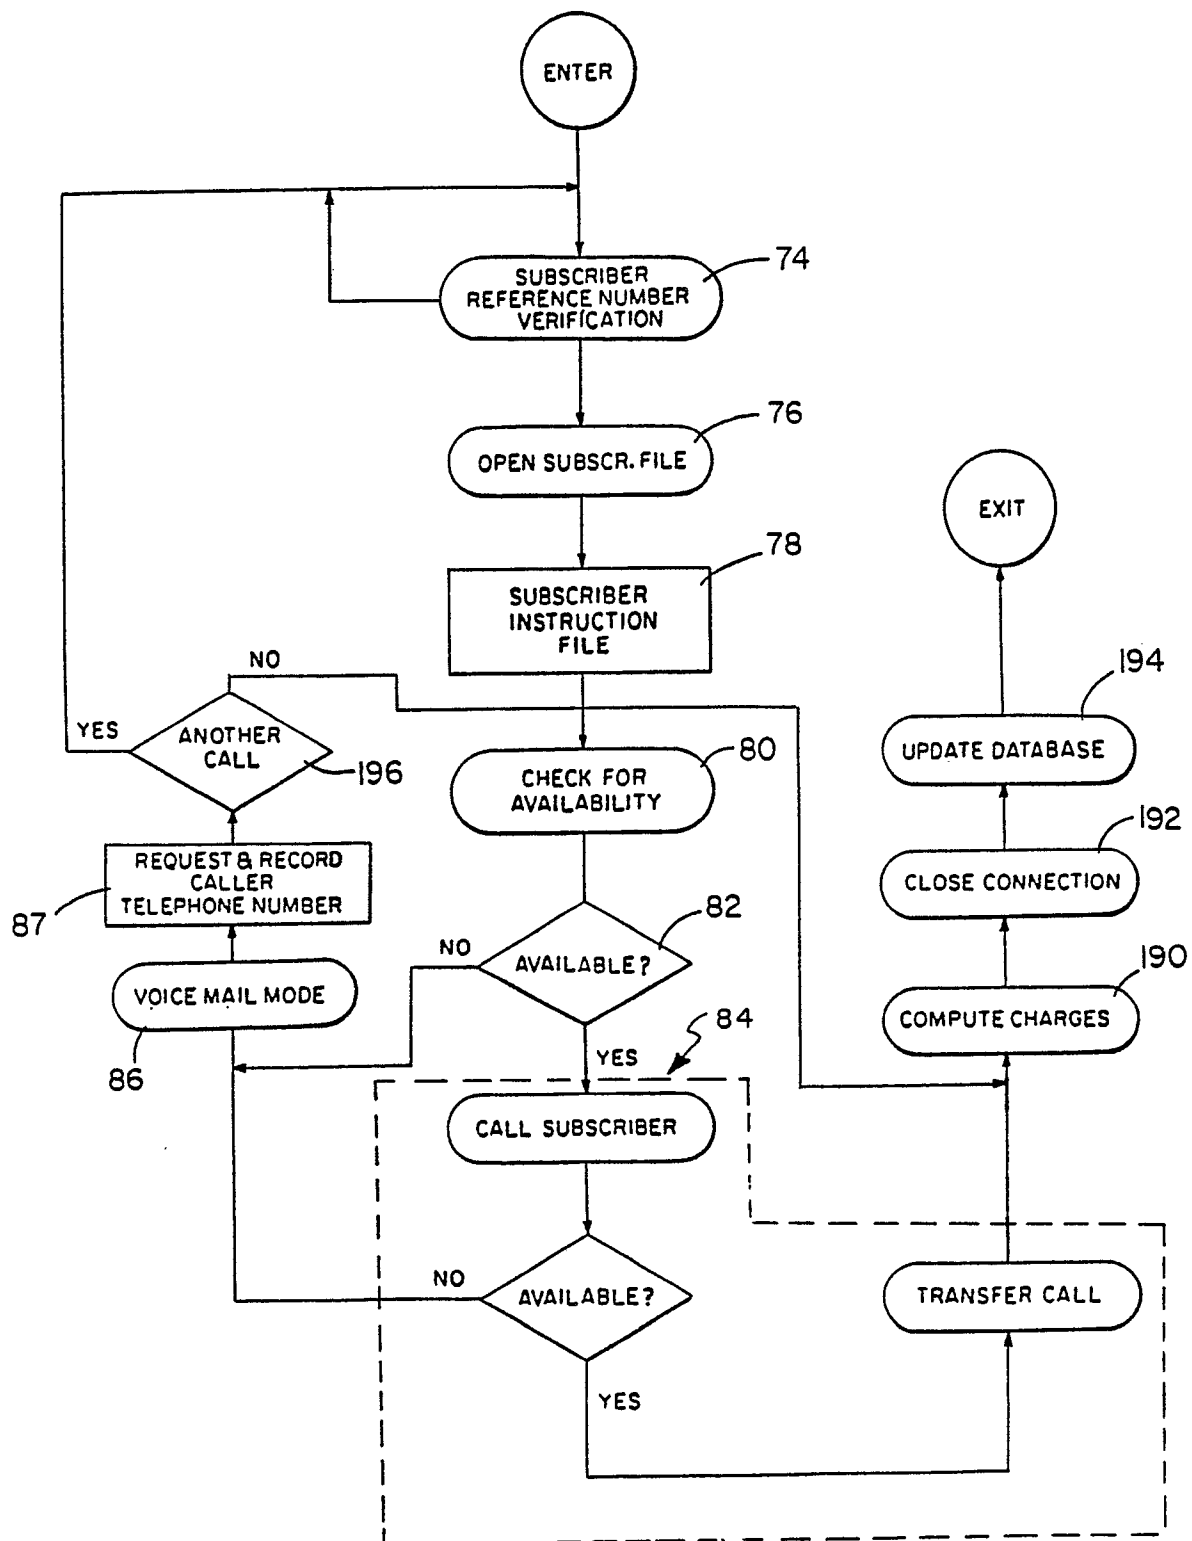 ENTER
SUBSCRIBER
REFERENCE NUMBER
VERIFICATION
74
OPEN SUBSCR. FILE
76
EXIT
SUBSCRIBER
INSTRUCTION
FILE
78
NO
YES
ANOTHER
CALL
196
CHECK FOR
AVAILABILITY
80
UPDATE DATABASE
194
REQUEST & RECORD
CALLER
TELEPHONE NUMBER
87
CLOSE CONNECTION
192
VOICE MAIL MODE
86
NO
AVAILABLE?
82
YES
COMPUTE CHARGES
190
84
CALL SUBSCRIBER
NO
AVAILABLE?
YES
TRANSFER CALL